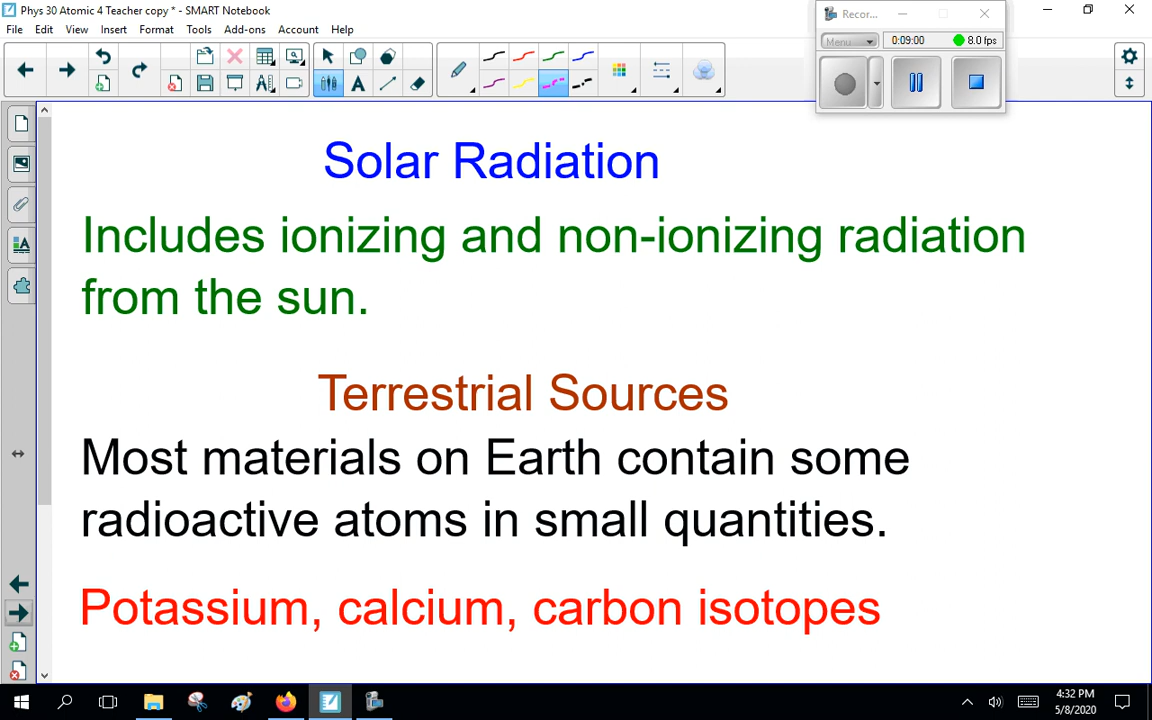 Phys 30 Atomic 4 Teacher copy * - SMART Notebook
Recor...
File Edit View Insert Format Tools Add-ons Account Help
Menu 0:09:00 8.0 fps
Solar Radiation
Includes ionizing and non-ionizing radiation
from the sun.
Terrestrial Sources
Most materials on Earth contain some
radioactive atoms in small quantities.
Potassium, calcium, carbon isotopes
4:32 PM
5/8/2020